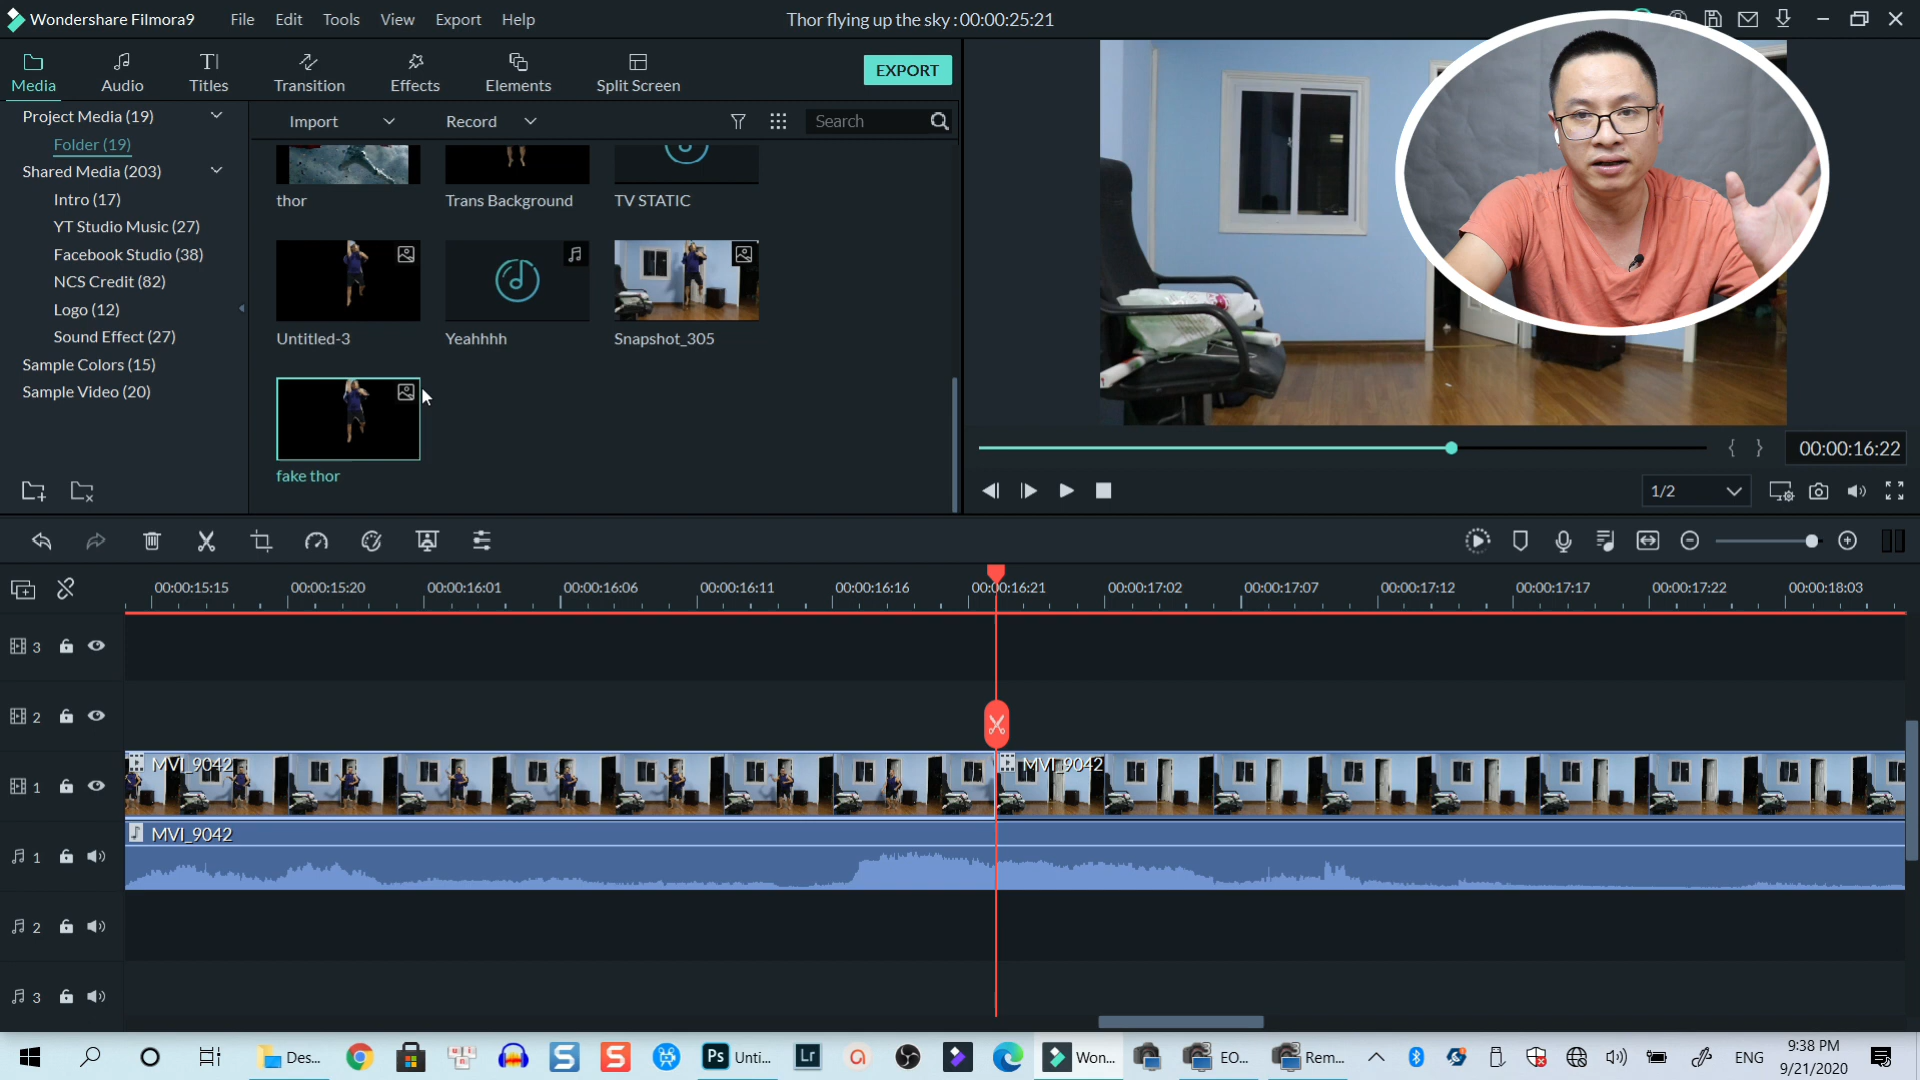 Wondershare Filmora9
File Edit Tools View Export Help
Thor flying up the sky : 00:00:25:21
Media Audio Titles Transition Effects Elements Split Screen
EXPORT
Project Media (19)
Folder (19)
Shared Media (203)
Intro (17)
YT Studio Music (27)
Facebook Studio (38)
NCS Credit (82)
Logo (12)
Sound Effect (27)
Sample Colors (15)
Sample Video (20)
Import Record Search
thor Trans Background TV STATIC
Untitled-3 Yeahhhh Snapshot_305
fake thor
{ } 00:00:16:22
1/2
00:00:15:15 00:00:15:20 00:00:16:01 00:00:16:06 00:00:16:11 00:00:16:16 00:00:16:21 00:00:17:02 00:00:17:07 00:00:17:12 00:00:17:17 00:00:17:22 00:00:18:03
3
2
1 MVI_9042 MVI_9042
MVI_9042
1
2
3
Des... Ps Unti... Lr Won... EO... Rem... ENG 9:38 PM
9/21/2020